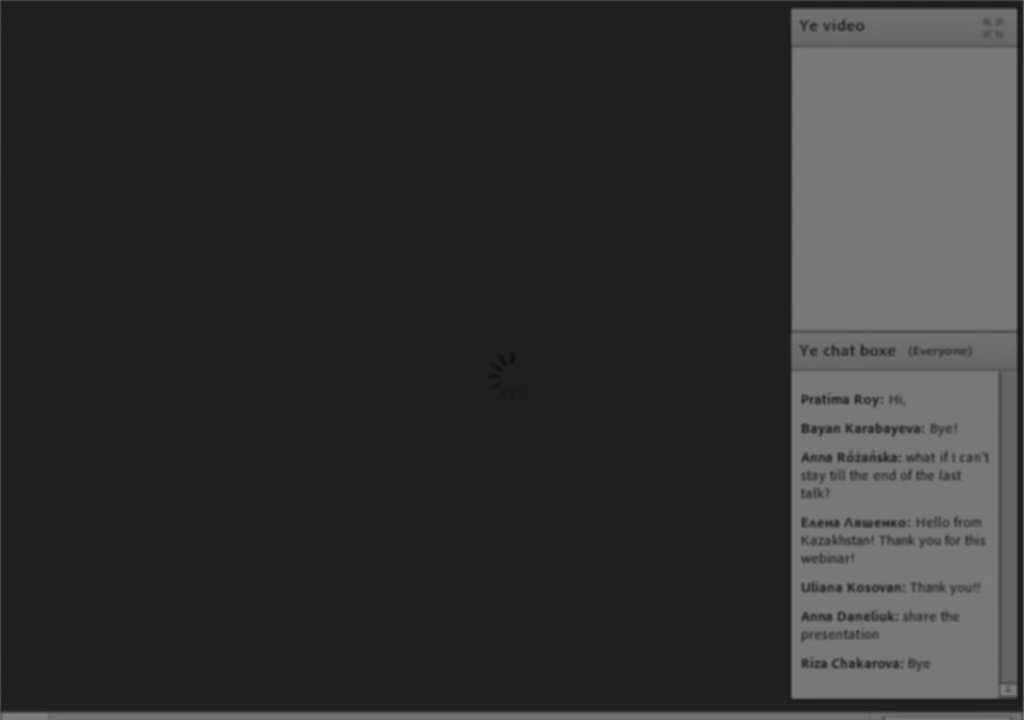 Ye video
Ye chat boxe (Everyone)
Pratima Roy: Hi,
Bayan Karabayeva: Bye!
Anna Różańska: what if I can't
stay till the end of the last
talk?
Елена Ляшенко: Hello from
Kazakhstan! Thank you for this
webinar!
Uliana Kosovan: Thank you!!
Anna Daneliuk: share the
presentation
Riza Chakarova: Bye